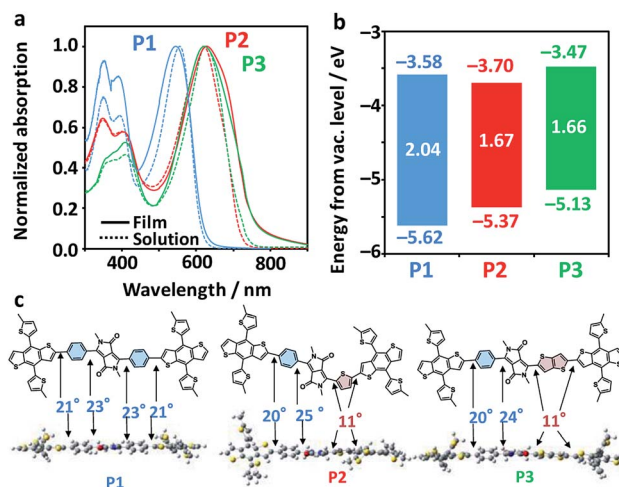 a
P1
P2
P3
Normalized absorption
1.0
0.8
0.6
0.4
0.2
0.0
Film
Solution
400
600
800
Wavelength / nm
b
Energy from vac. level / eV
−3
−4
−5
−6
−3.58
2.04
−5.62
−3.70
1.67
−5.37
−3.47
1.66
−5.13
P1
P2
P3
c
21° 23° 23° 21°
P1
20° 25° 11°
P2
20° 24° 11°
P3